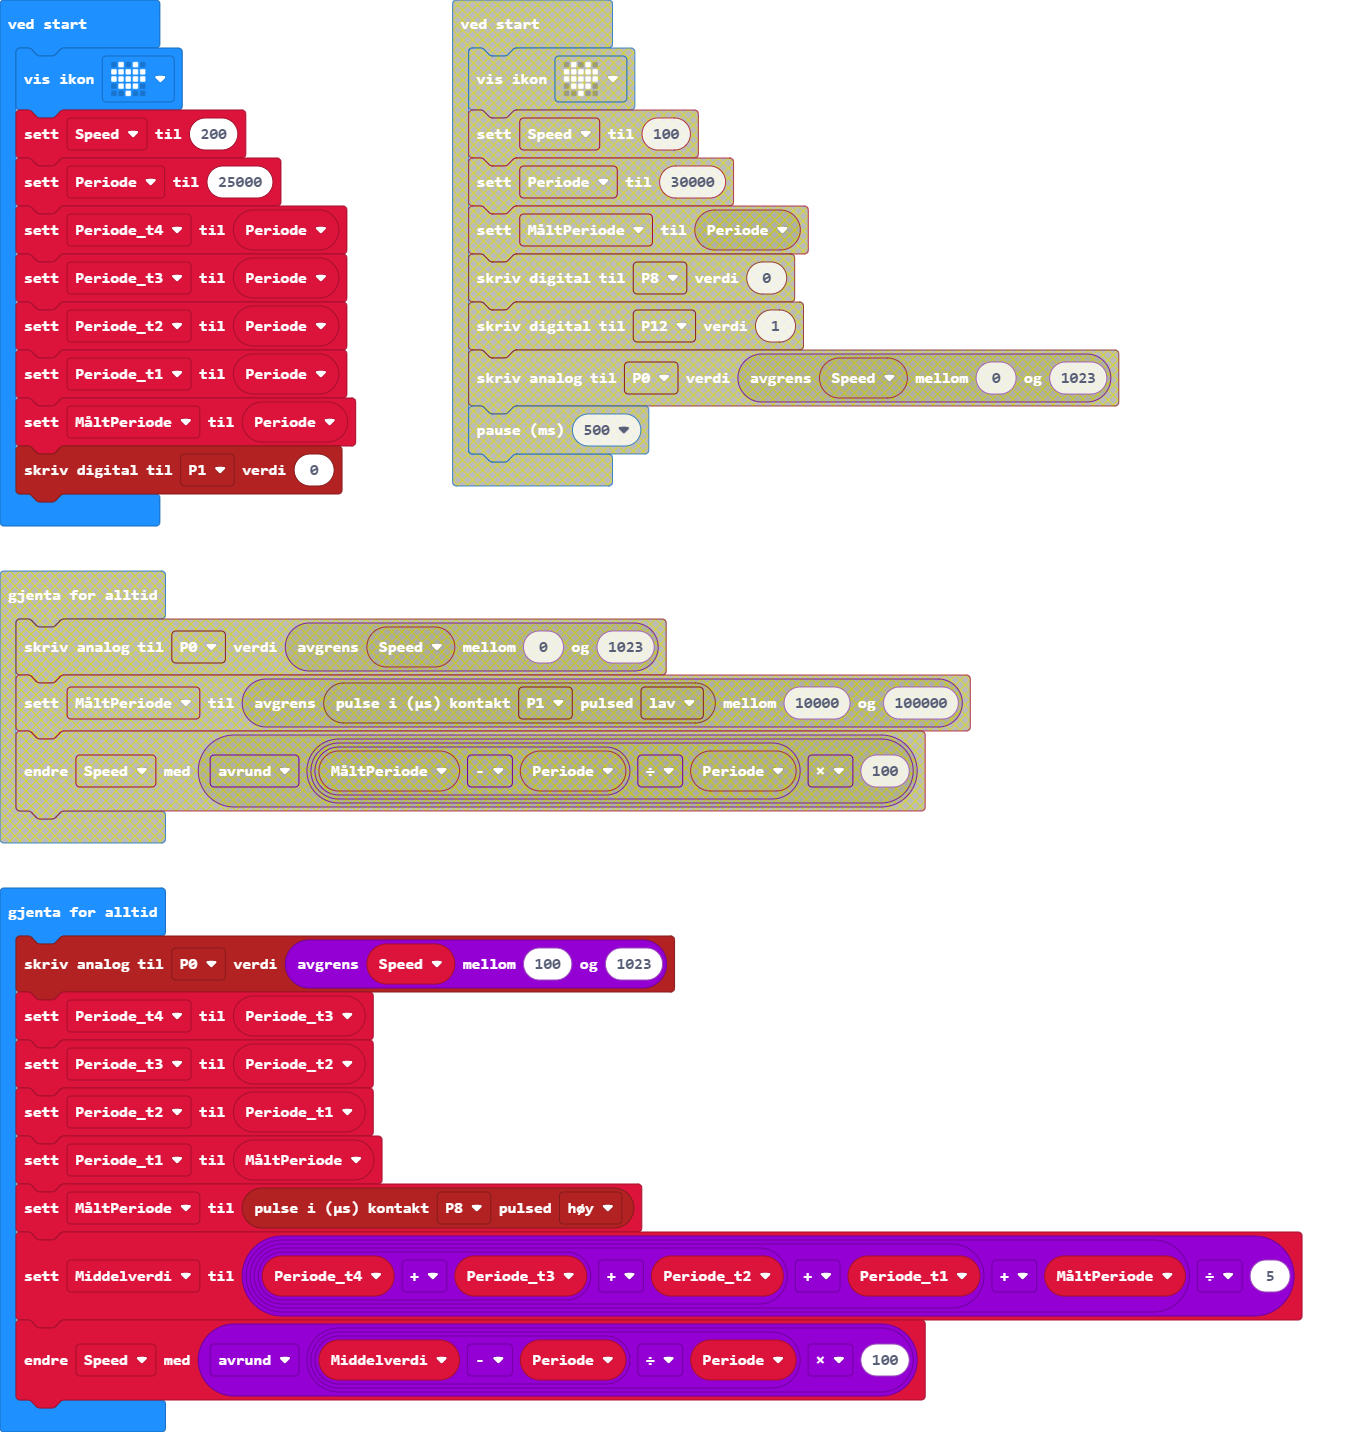 ved start
vis ikon
sett Speed til 200
sett Periode til 25000
sett Periode_t4 til Periode
sett Periode_t3 til Periode
sett Periode_t2 til Periode
sett Periode_t1 til Periode
sett MåltPeriode til Periode
skriv digital til P1 verdi 0
ved start
vis ikon
sett Speed til 100
sett Periode til 30000
sett MåltPeriode til Periode
skriv digital til P8 verdi 0
skriv digital til P12 verdi 1
skriv analog til P0 verdi avgrens Speed mellom 0 og 1023
pause (ms) 500
gjenta for alltid
skriv analog til P0 verdi avgrens Speed mellom 0 og 1023
sett MåltPeriode til avgrens pulse i (µs) kontakt P1 pulsed lav mellom 10000 og 100000
endre Speed med avrund MåltPeriode - Periode ÷ Periode × 100
gjenta for alltid
skriv analog til P0 verdi avgrens Speed mellom 100 og 1023
sett Periode_t4 til Periode_t3
sett Periode_t3 til Periode_t2
sett Periode_t2 til Periode_t1
sett Periode_t1 til MåltPeriode
sett MåltPeriode til pulse i (µs) kontakt P8 pulsed høy
sett Middelverdi til Periode_t4 + Periode_t3 + Periode_t2 + Periode_t1 + MåltPeriode ÷ 5
endre Speed med avrund Middelverdi - Periode ÷ Periode × 100